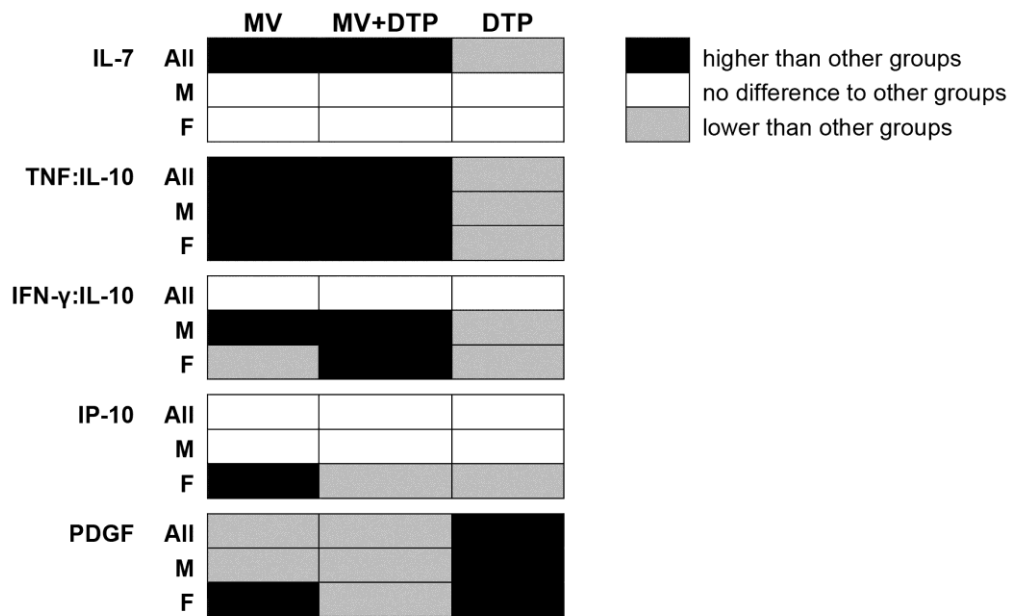 MV MV+DTP DTP
IL-7 All
M
F
TNF:IL-10 All
M
F
IFN-γ:IL-10 All
M
F
IP-10 All
M
F
PDGF All
M
F
higher than other groups
no difference to other groups
lower than other groups